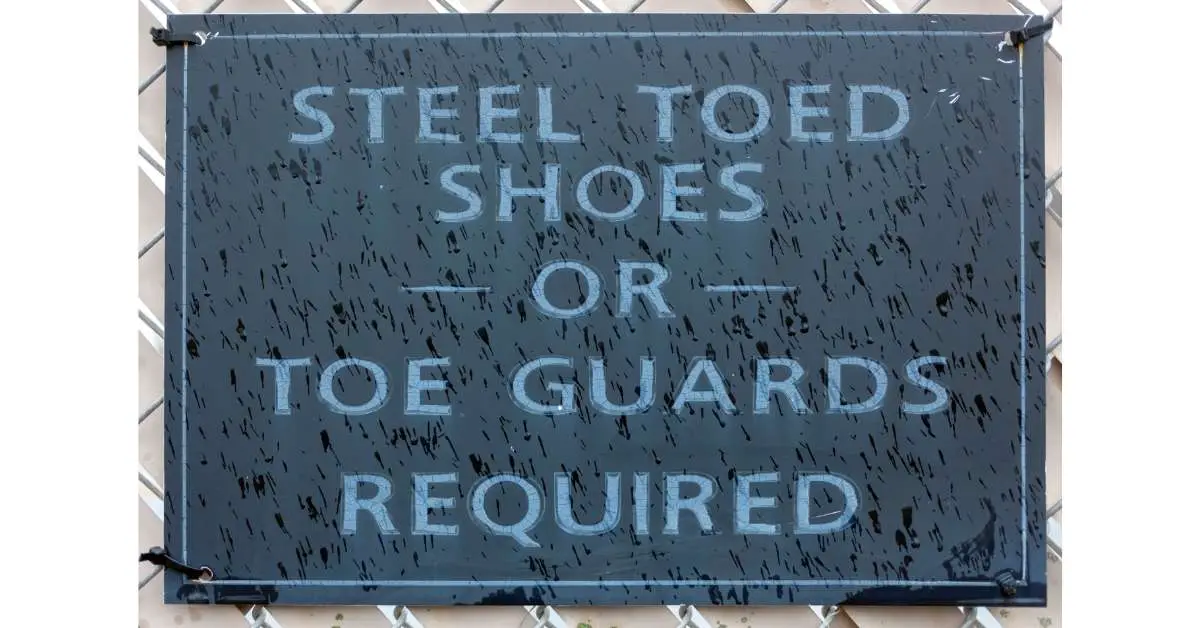 STEEL TOED
SHOES
— OR —
TOE GUARDS
REQUIRED